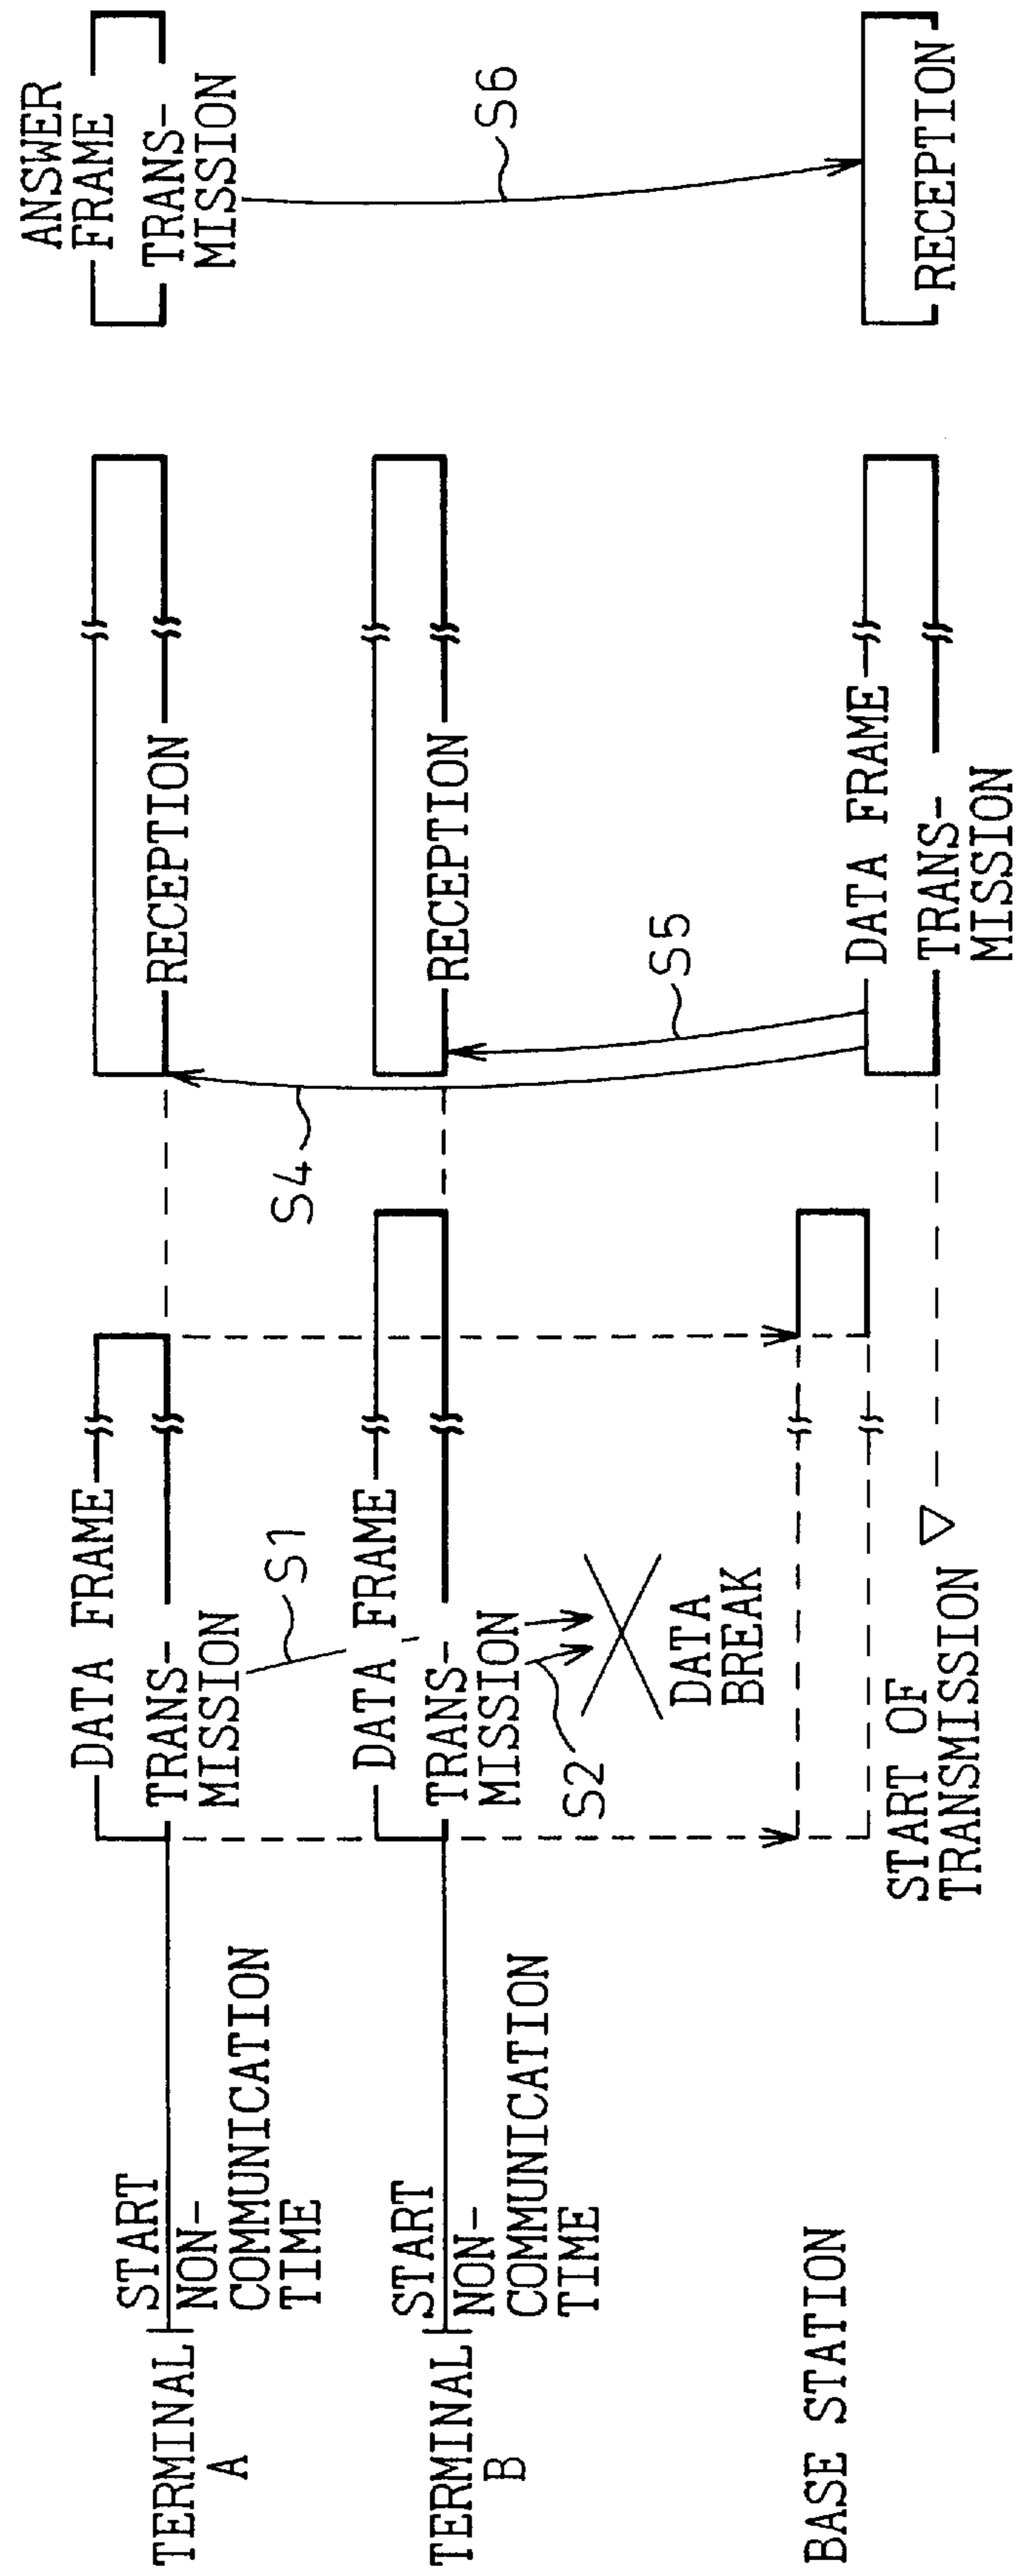 TERMINAL
A
START
NON-
COMMUNICATION
TIME
DATA FRAME
TRANS-
MISSION
S1
RECEPTION
S4
ANSWER
FRAME
TRANS-
MISSION
S6
TERMINAL
B
START
NON-
COMMUNICATION
TIME
DATA FRAME
TRANS-
MISSION
S2
DATA
BREAK
RECEPTION
S5
BASE STATION
START OF
TRANSMISSION
DATA FRAME
TRANS-
MISSION
RECEPTION